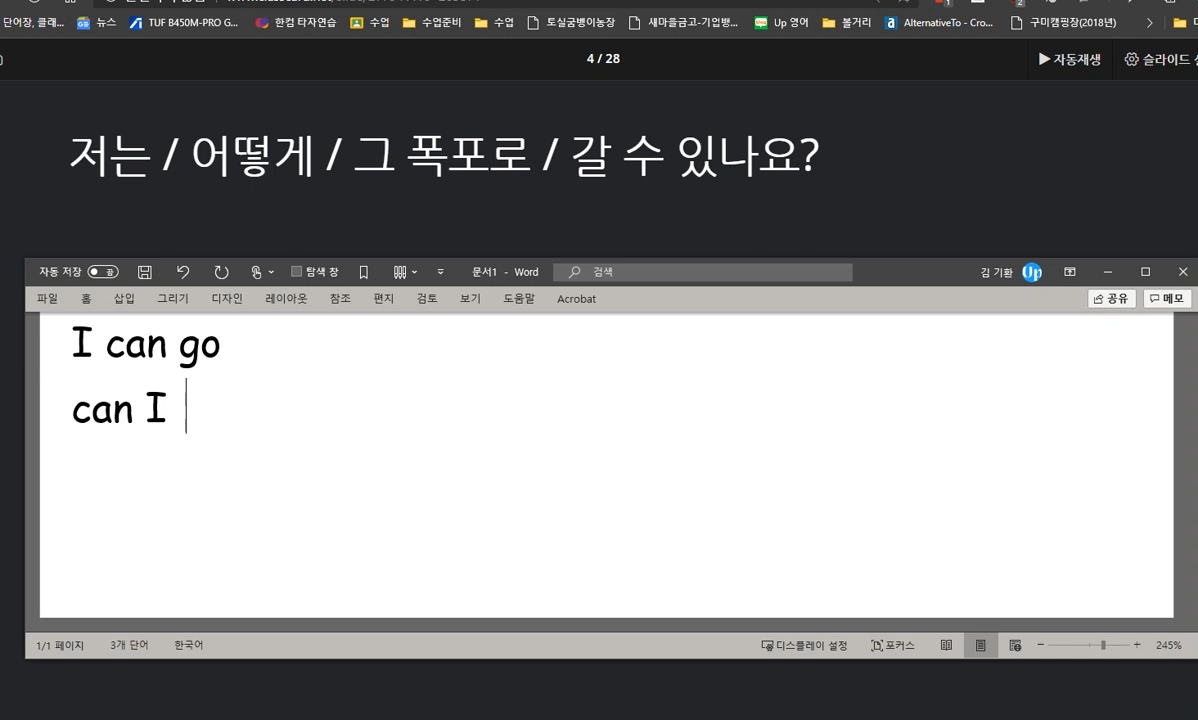 단어장, 클래... 뉴스 TUF B450M-PRO G... 한컴 타자연습 수업 수업준비 수업 토실굼벵이농장 새마을금고-기업뱅... Up 영어 볼거리 AlternativeTo - Cro... 구미캠핑장(2018년)
4 / 28 자동재생 슬라이드
저는 / 어떻게 / 그 폭포로 / 갈 수 있나요?
자동 저장 끔 탐색 창 문서1 - Word 검색 김 기환 Up
파일 홈 삽입 그리기 디자인 레이아웃 참조 편지 검토 보기 도움말 Acrobat 공유 메모
I can go
can I
1/1 페이지 3개 단어 한국어 디스플레이 설정 포커스 245%